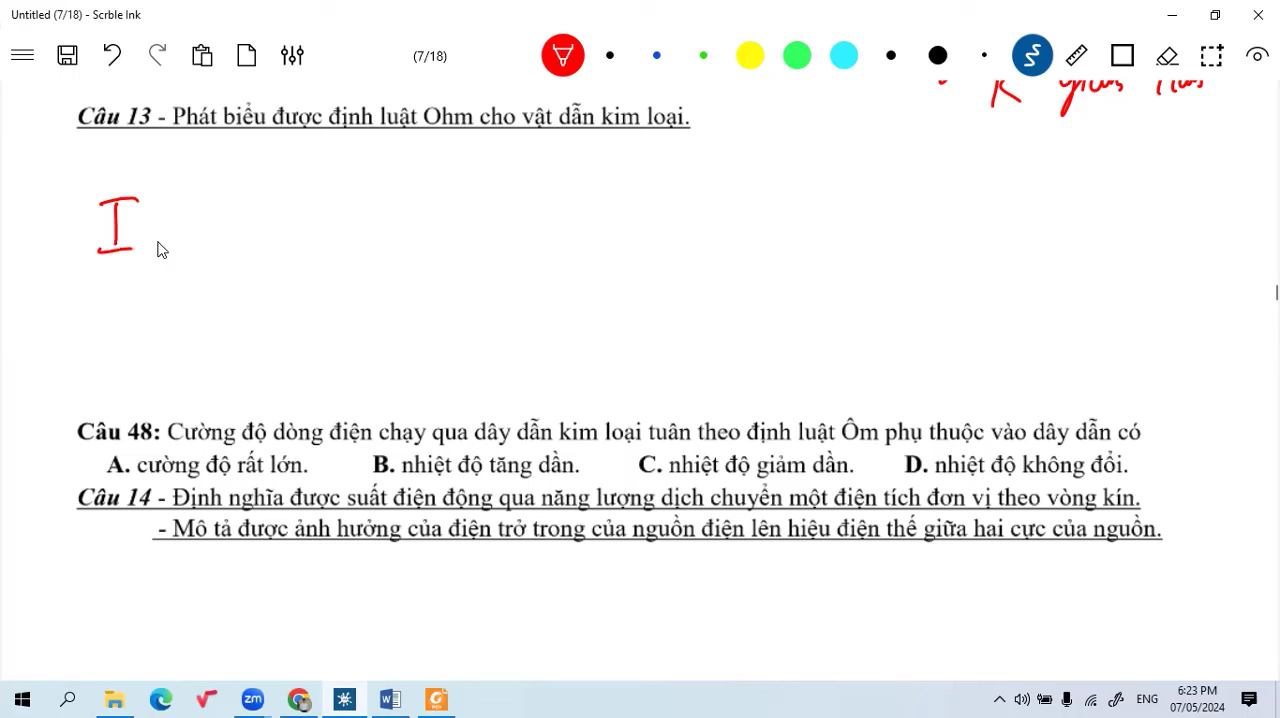 Untitled (7/18) - Scrble Ink
(7/18)
Câu 13 - Phát biểu được định luật Ohm cho vật dẫn kim loại.
I
Câu 48: Cường độ dòng điện chạy qua dây dẫn kim loại tuân theo định luật Ôm phụ thuộc vào dây dẫn có
A. cường độ rất lớn. B. nhiệt độ tăng dần. C. nhiệt độ giảm dần. D. nhiệt độ không đổi.
Câu 14 - Định nghĩa được suất điện động qua năng lượng dịch chuyển một điện tích đơn vị theo vòng kín.
- Mô tả được ảnh hưởng của điện trở trong của nguồn điện lên hiệu điện thế giữa hai cực của nguồn.
zm
W
ENG
6:23 PM
07/05/2024